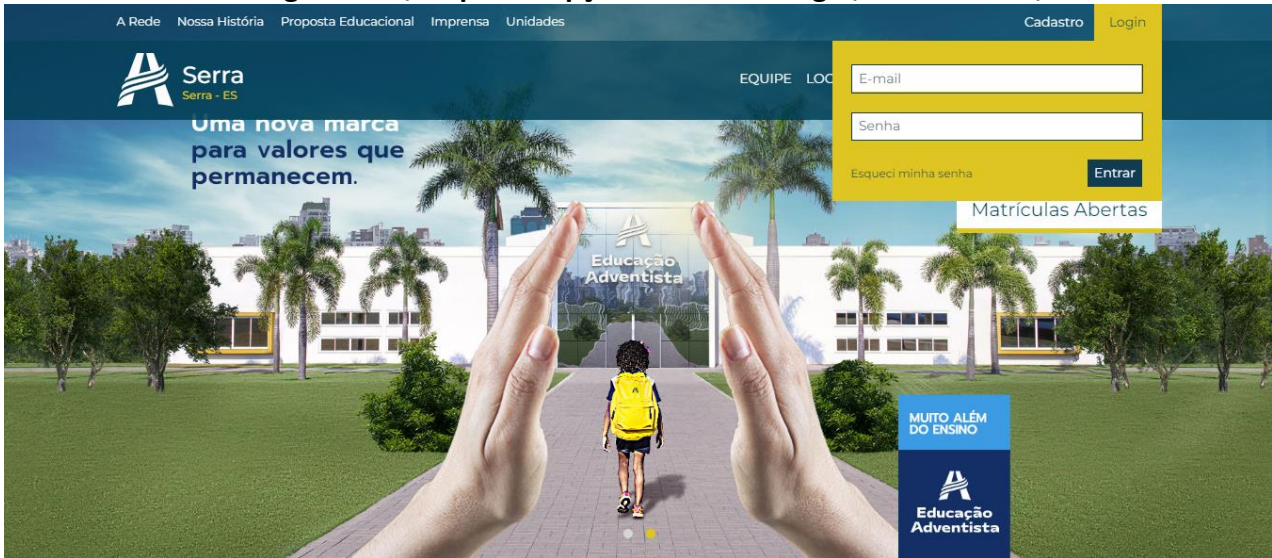 A Rede Nossa História Proposta Educacional Imprensa Unidades Cadastro Login
Serra
Serra - ES
EQUIPE LOC
E-mail
Senha
Esqueci minha senha Entrar
Uma nova marca
para valores que
permanecem.
Matrículas Abertas
Educação
Adventista
MUITO ALÉM
DO ENSINO
Educação
Adventista